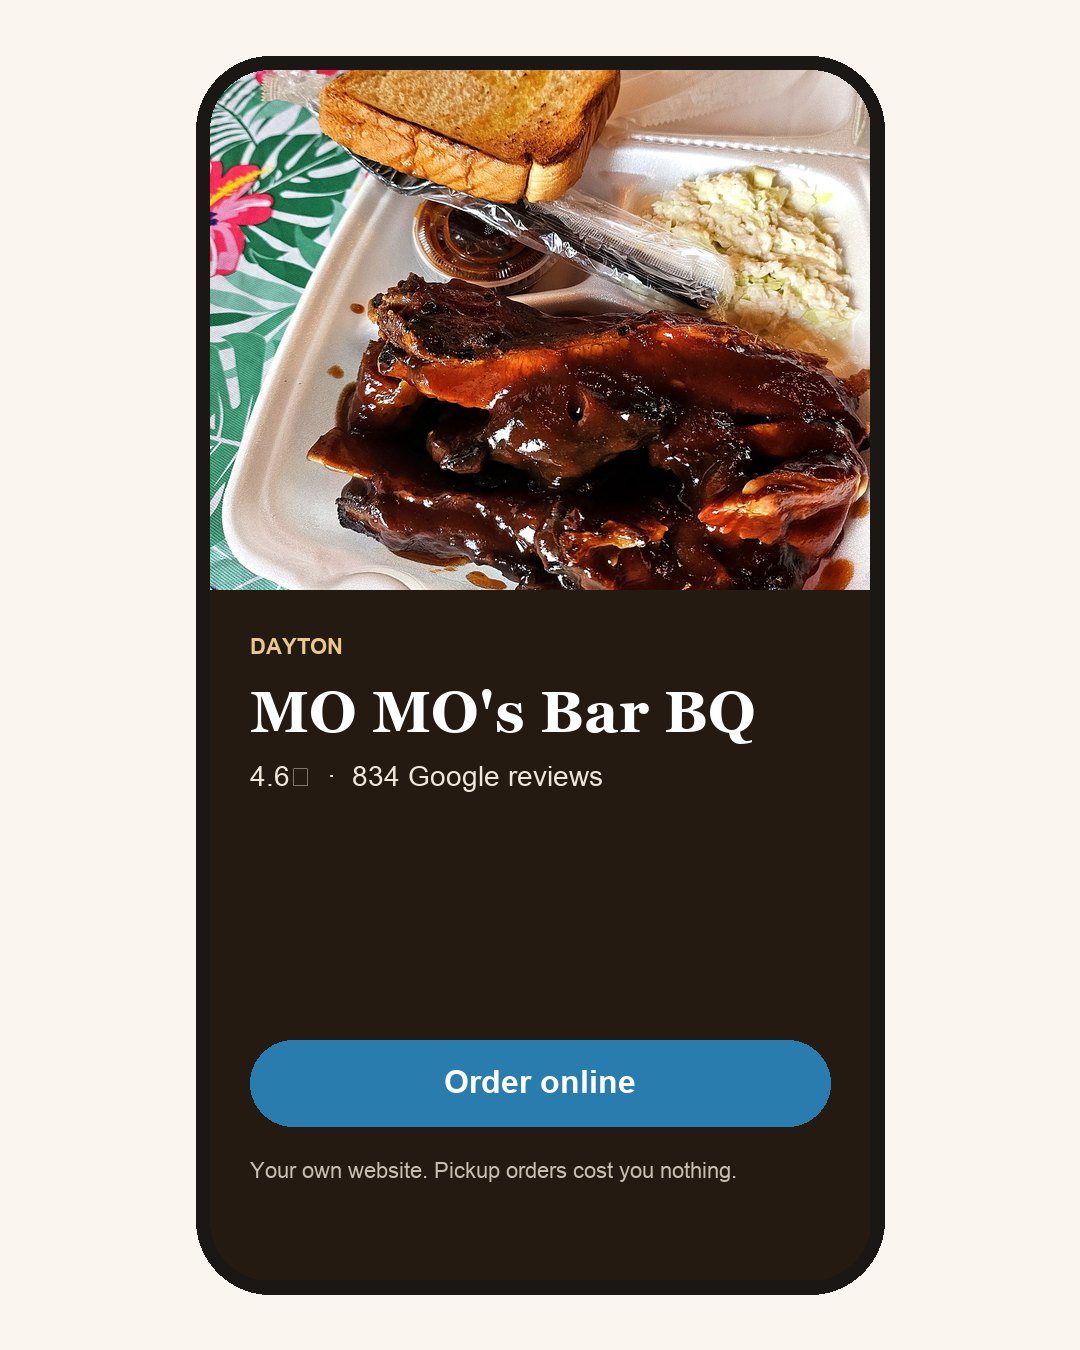 DAYTON
MO MO's Bar BQ
4.6□ · 834 Google reviews
Order online
Your own website. Pickup orders cost you nothing.